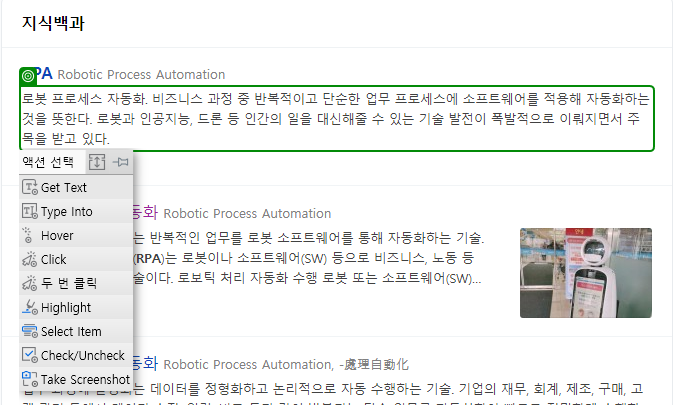 지식백과
RPA Robotic Process Automation
로봇 프로세스 자동화. 비즈니스 과정 중 반복적이고 단순한 업무 프로세스에 소프트웨어를 적용해 자동화하는
것을 뜻한다. 로봇과 인공지능, 드론 등 인간의 일을 대신해줄 수 있는 기술 발전이 폭발적으로 이뤄지면서 주
목을 받고 있다.
액션 선택
Get Text
Type Into
Hover
Click
두 번 클릭
Highlight
Select Item
Check/Uncheck
Take Screenshot
동화 Robotic Process Automation
는 반복적인 업무를 로봇 소프트웨어를 통해 자동화하는 기술.
(RPA)는 로봇이나 소프트웨어(SW) 등으로 비즈니스, 노동 등
술이다. 로보틱 처리 자동화 수행 로봇 또는 소프트웨어(SW)...
동화 Robotic Process Automation, -處理自動化
는 데이터를 정형화하고 논리적으로 자동 수행하는 기술. 기업의 재무, 회계, 제조, 구매, 고